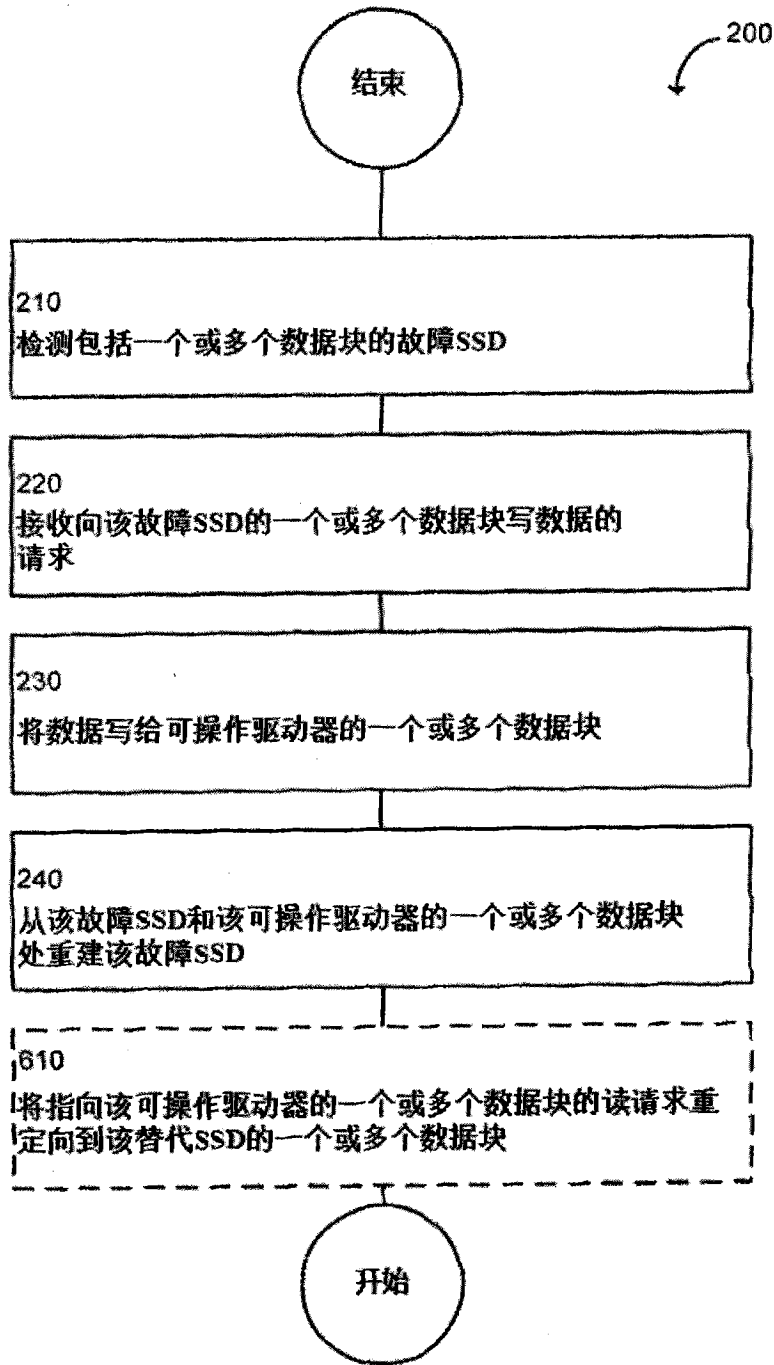 结束
200
210
检测包括一个或多个数据块的故障SSD
220
接收向该故障SSD的一个或多个数据块写数据的
请求
230
将数据写给可操作驱动器的一个或多个数据块
240
从该故障SSD和该可操作驱动器的一个或多个数据块
处重建该故障SSD
610
将指向该可操作驱动器的一个或多个数据块的读请求重
定向到该替代SSD的一个或多个数据块
开始